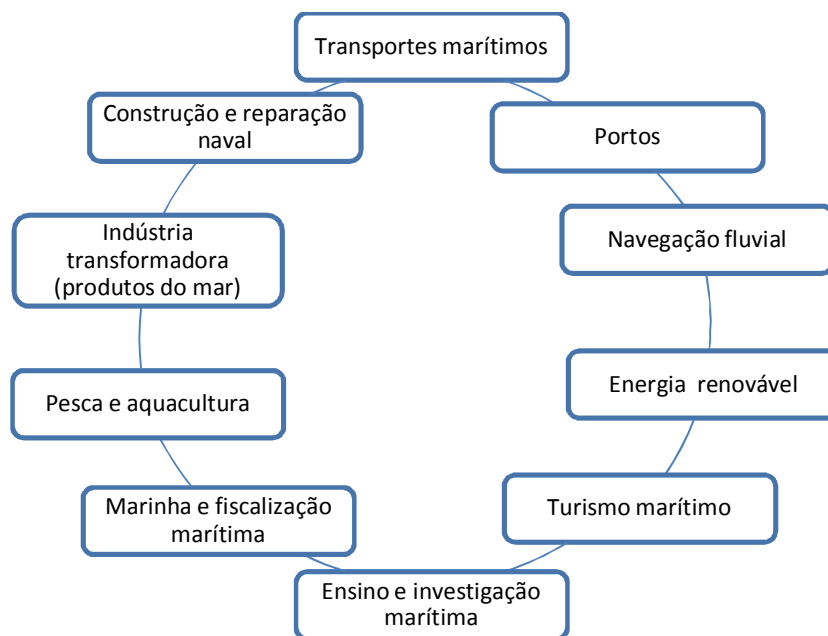 Transportes marítimos
Portos
Navegação fluvial
Energia renovável
Turismo marítimo
Ensino e investigação
marítima
Marinha e fiscalização
marítima
Pesca e aquacultura
Indústria
transformadora
(produtos do mar)
Construção e reparação
naval